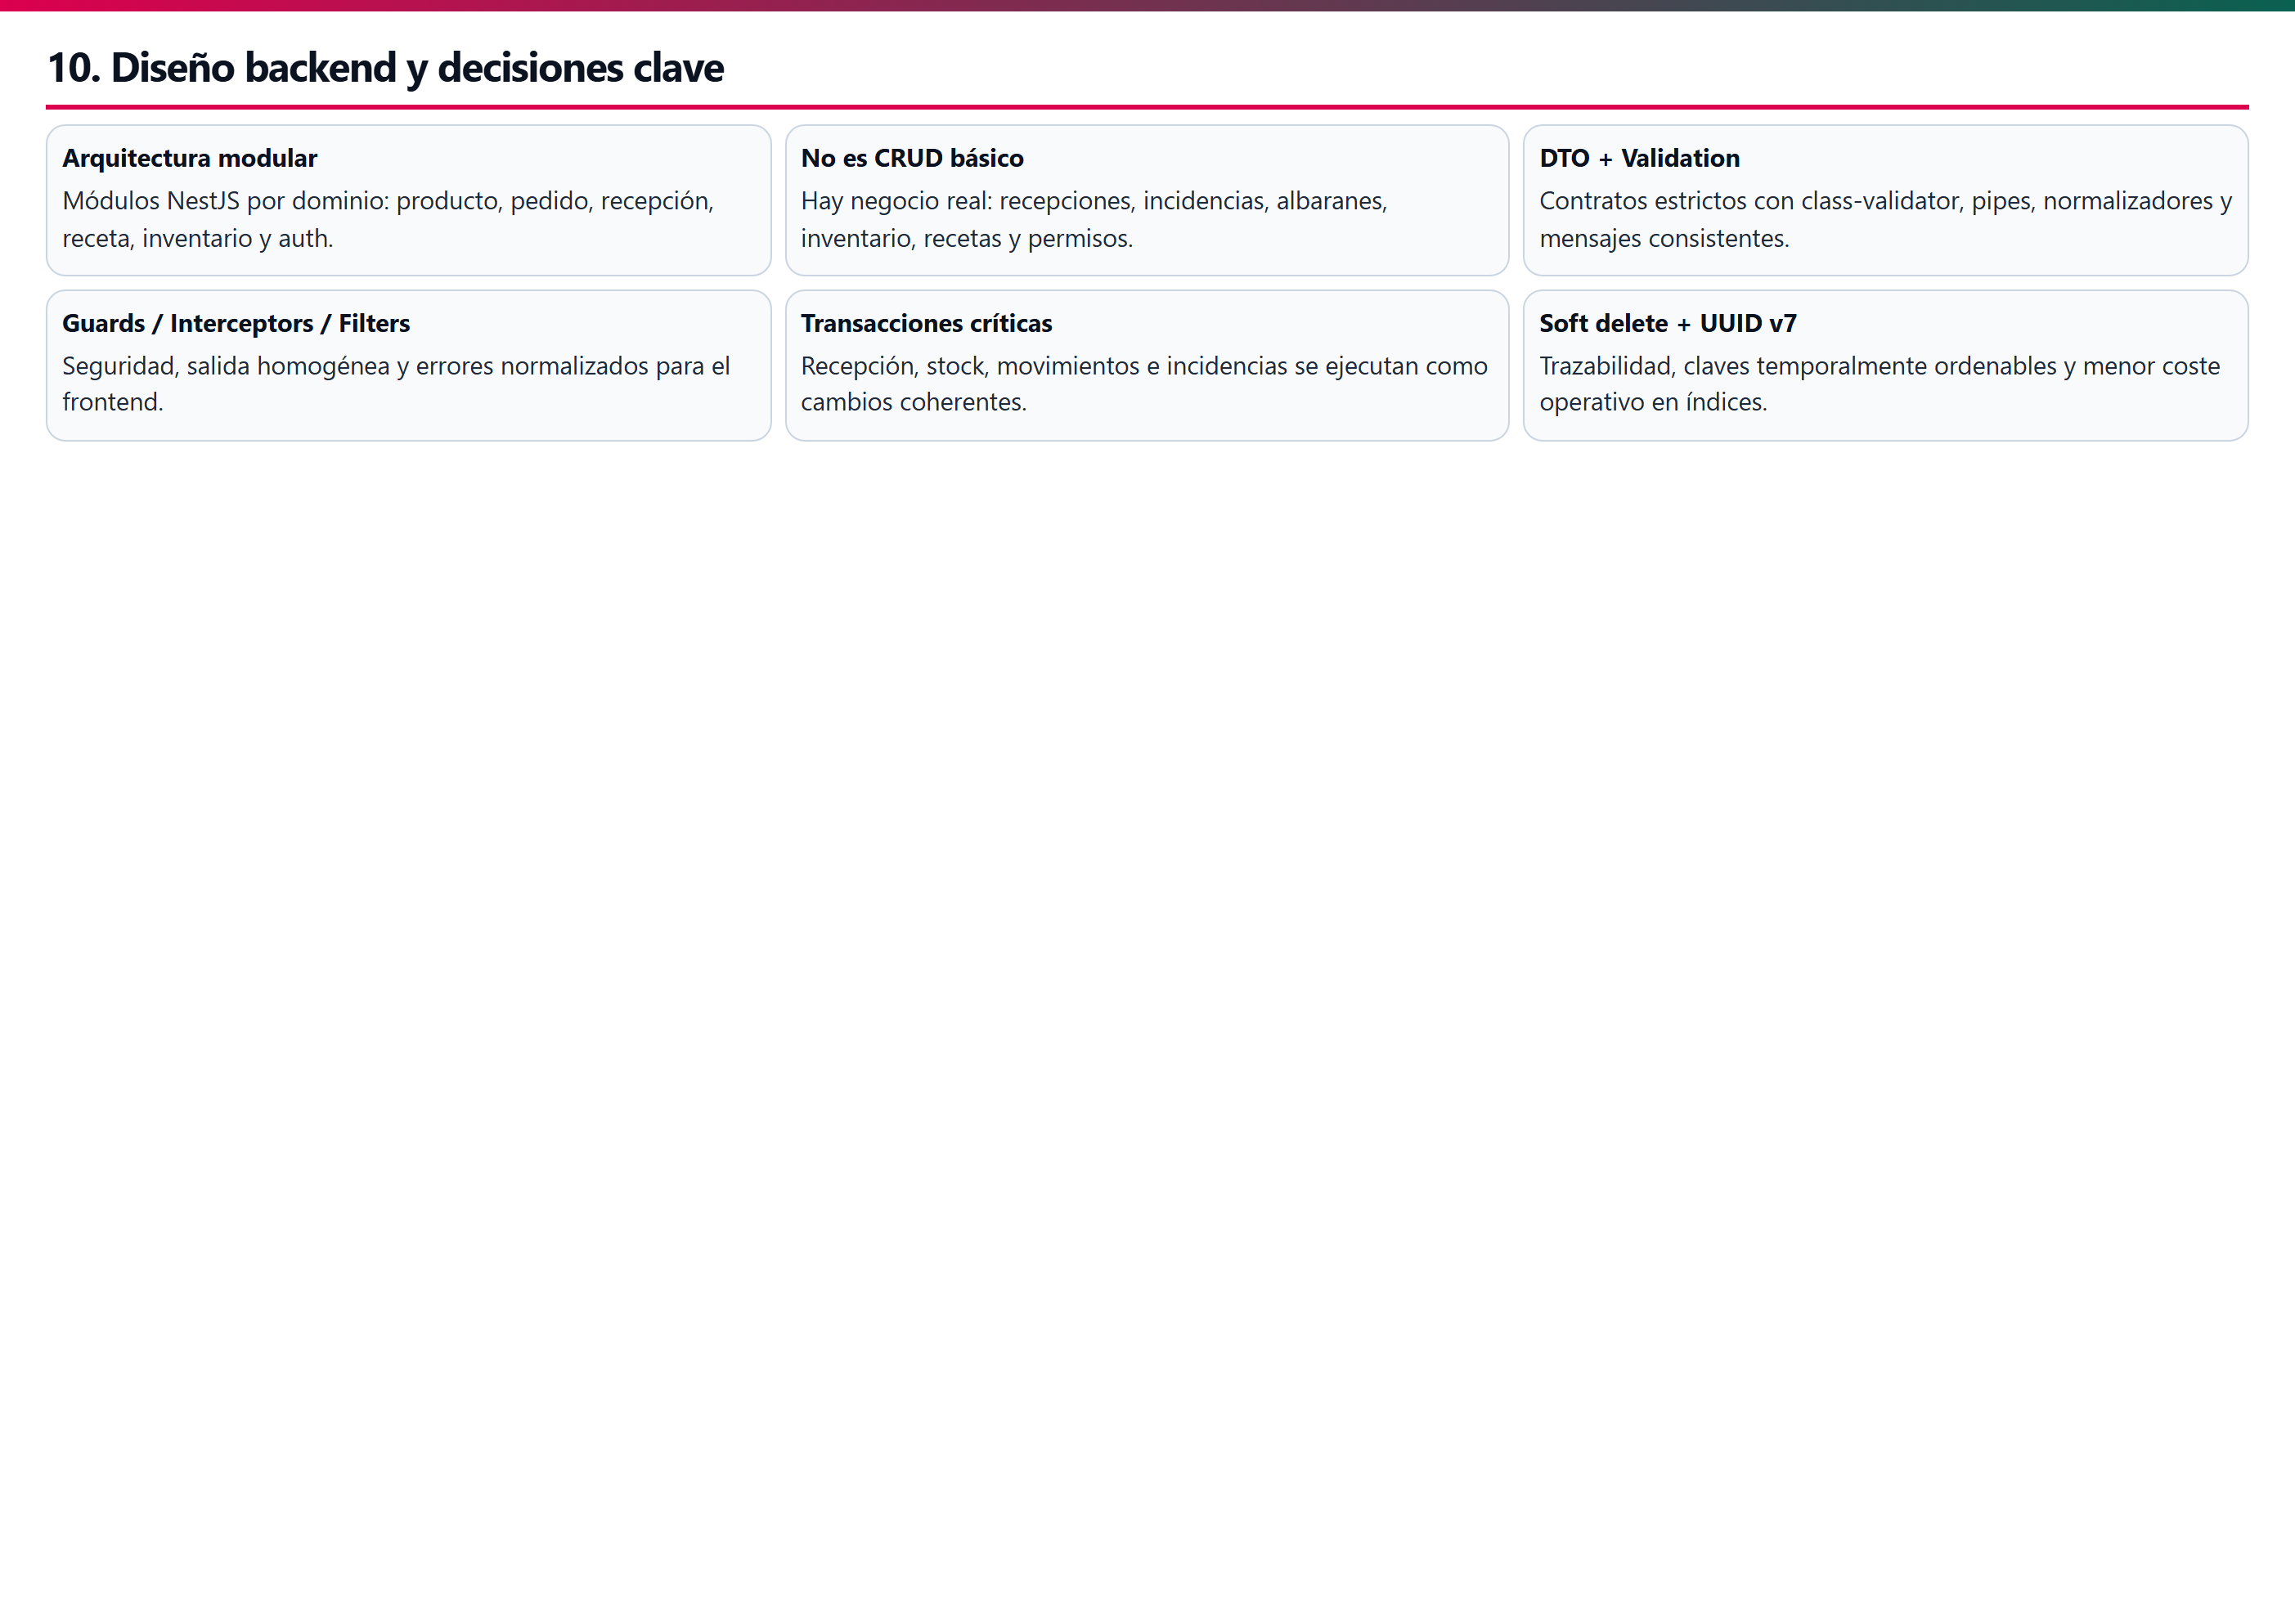 10. Diseño backend y decisiones clave
Arquitectura modular
Módulos NestJS por dominio: producto, pedido, recepción,
receta, inventario y auth.
No es CRUD básico
Hay negocio real: recepciones, incidencias, albaranes,
inventario, recetas y permisos.
DTO + Validation
Contratos estrictos con class-validator, pipes, normalizadores y
mensajes consistentes.
Guards / Interceptors / Filters
Seguridad, salida homogénea y errores normalizados para el
frontend.
Transacciones críticas
Recepción, stock, movimientos e incidencias se ejecutan como
cambios coherentes.
Soft delete + UUID v7
Trazabilidad, claves temporalmente ordenables y menor coste
operativo en índices.